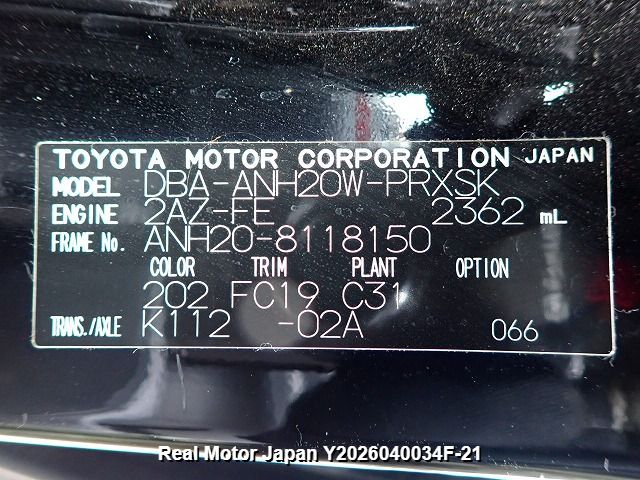 TOYOTA MOTOR CORPORATION JAPAN
MODEL DBA-ANH20W-PRXSK
ENGINE 2AZ-FE 2362 mL
FRAME No. ANH20-8118150
COLOR TRIM PLANT OPTION
202 FC19 C31
TRANS./AXLE K112 -02A 066
Real Motor Japan Y2026040034F-21